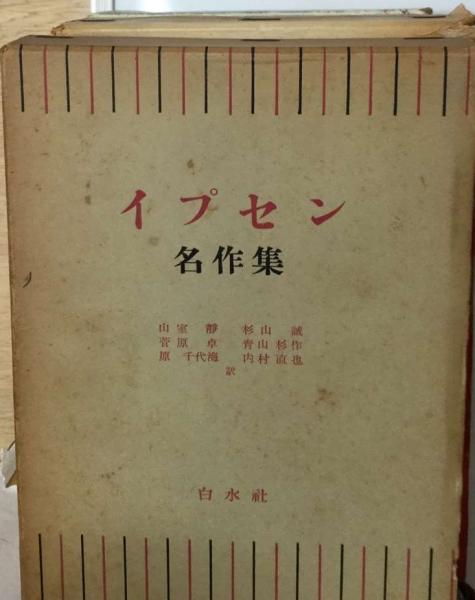 イプセン
名作集
山室靜 杉山誠
菅原卓 青山杉作
原千代海 内村直也
訳
白水社